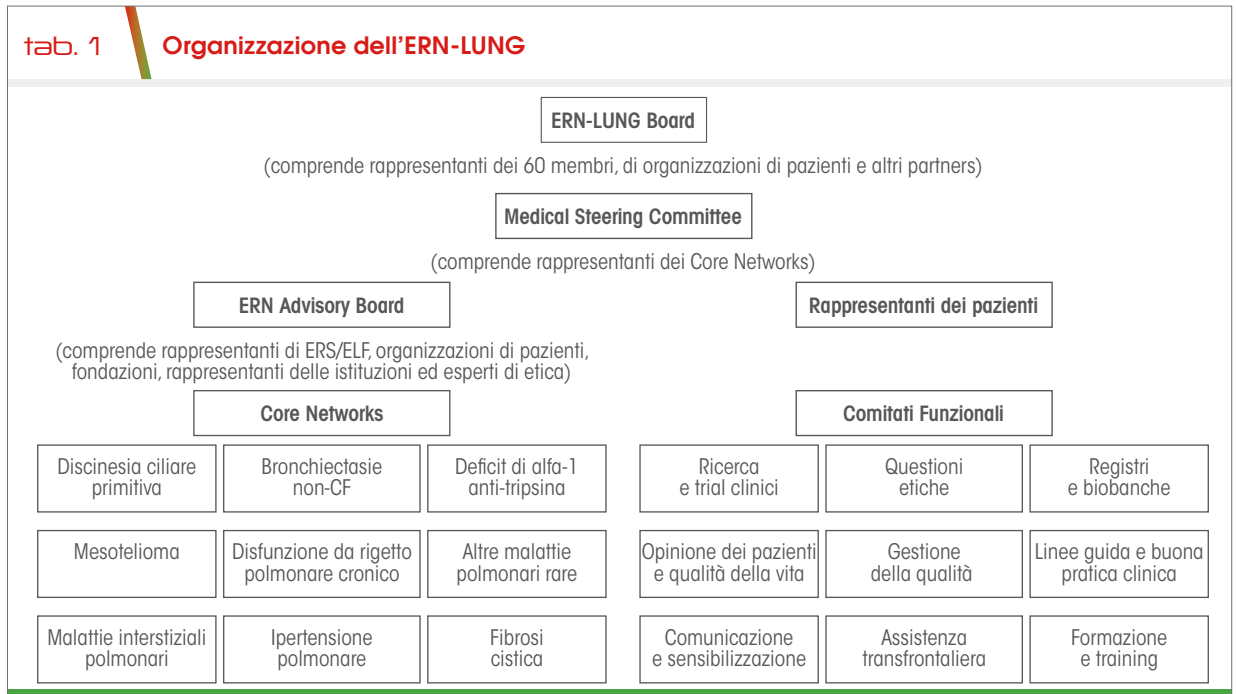 tab. 1
Organizzazione dell'ERN-LUNG
ERN-LUNG Board
(comprende rappresentanti dei 60 membri, di organizzazioni di pazienti e altri partners)
Medical Steering Committee
(comprende rappresentanti dei Core Networks)
ERN Advisory Board
Rappresentanti dei pazienti
(comprende rappresentanti di ERS/ELF, organizzazioni di pazienti,
fondazioni, rappresentanti delle istituzioni ed esperti di etica)
Core Networks
Comitati Funzionali
Discinesia ciliare
primitiva
Bronchiectasie
non-CF
Deficit di alfa-1
anti-tripsina
Ricerca
e trial clinici
Questioni
etiche
Registri
e biobanche
Mesotelioma
Disfunzione da rigetto
polmonare cronico
Altre malattie
polmonari rare
Opinione dei pazienti
e qualità della vita
Gestione
della qualità
Linee guida e buona
pratica clinica
Malattie interstiziali
polmonari
Ipertensione
polmonare
Fibrosi
cistica
Comunicazione
e sensibilizzazione
Assistenza
transfrontaliera
Formazione
e training